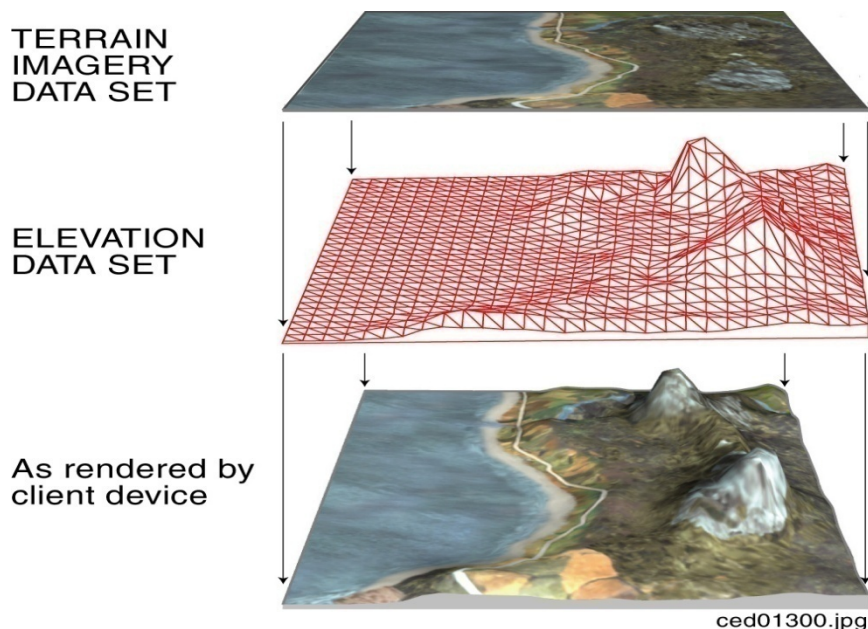 TERRAIN
IMAGERY
DATA SET
ELEVATION
DATA SET
As rendered by
client device
ced01300.jpg